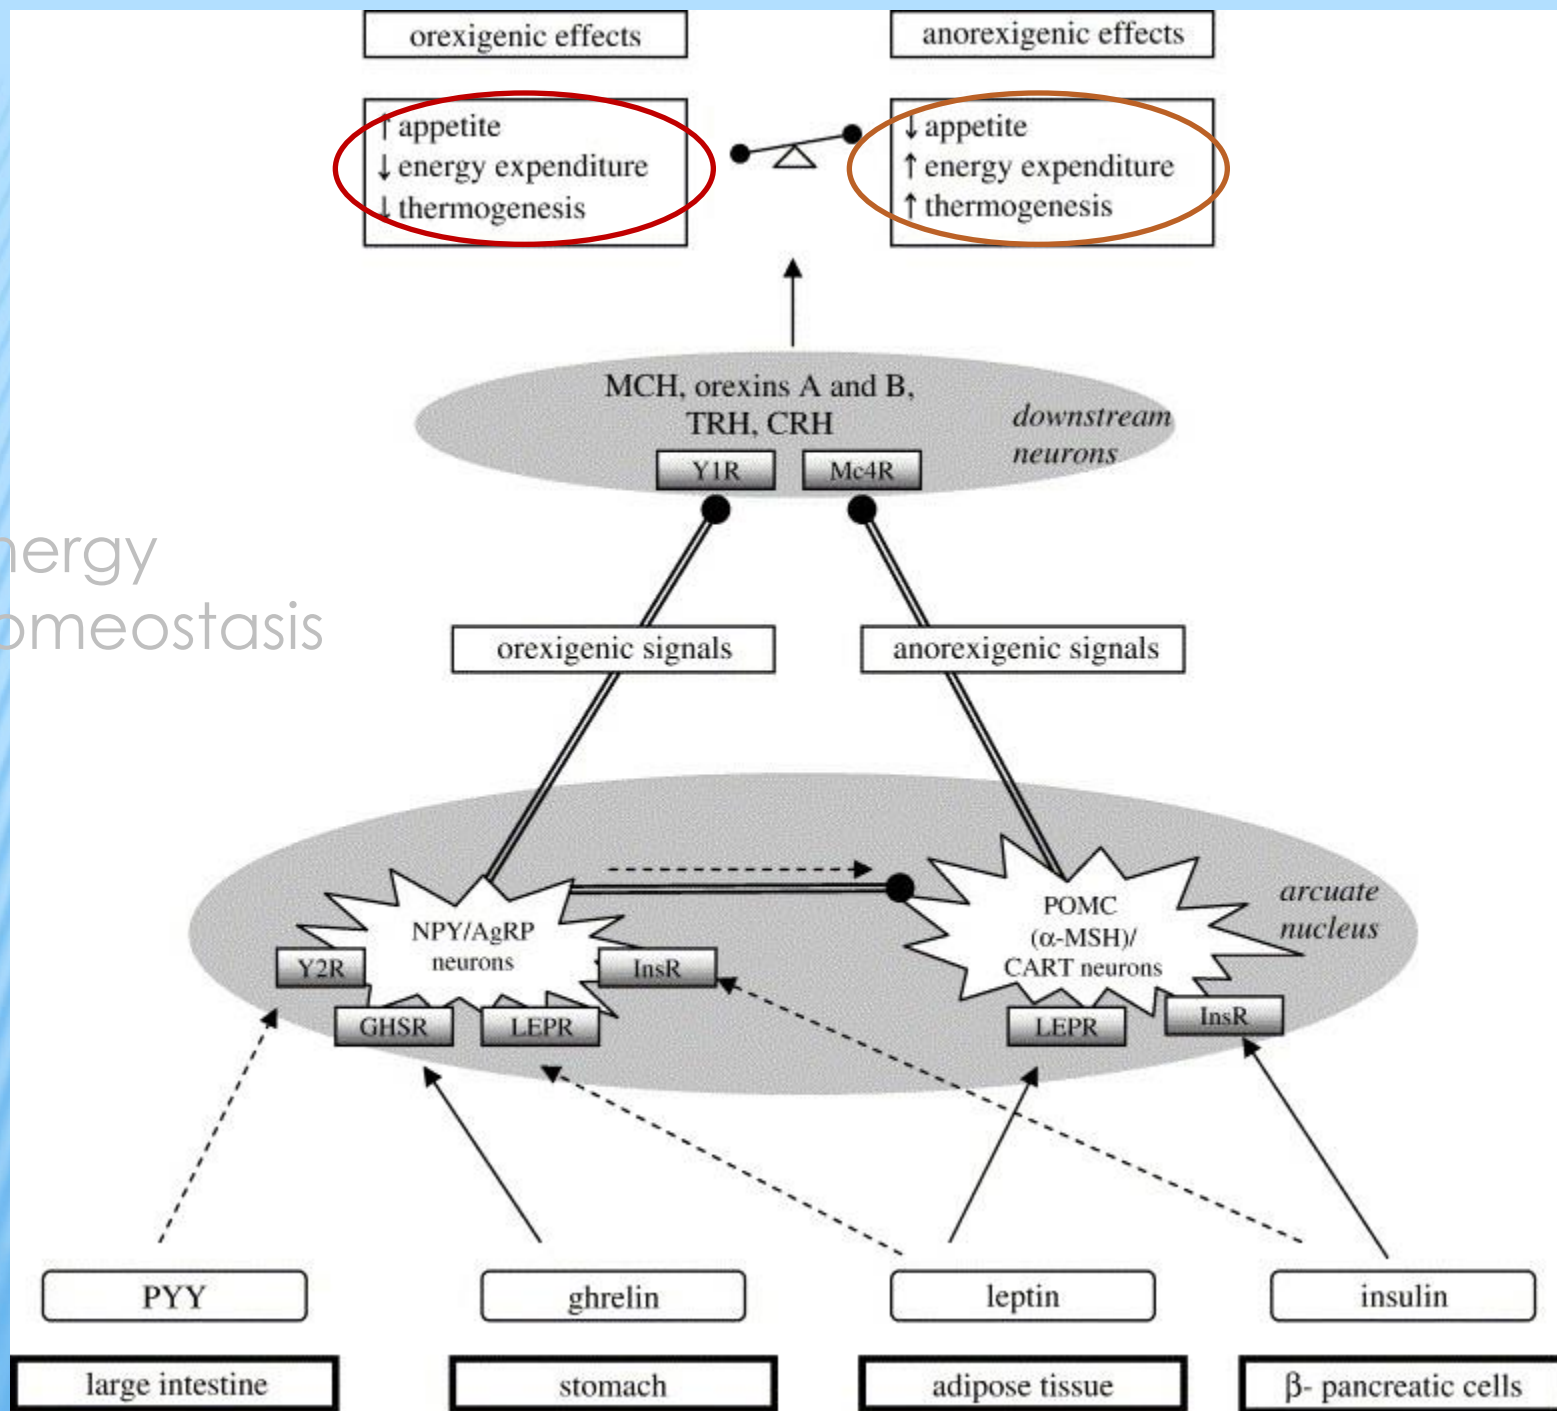 orexigenic effects
anorexigenic effects
↑ appetite
↓ energy expenditure
↓ thermogenesis
↓ appetite
↑ energy expenditure
↑ thermogenesis
MCH, orexins A and B,
TRH, CRH
downstream
neurons
Y1R
Mc4R
nergy
omeostasis
orexigenic signals
anorexigenic signals
NPY/AgRP
neurons
POMC
(α-MSH)/
CART neurons
arcuate
nucleus
Y2R
InsR
GHSR
LEPR
LEPR
InsR
PYY
ghrelin
leptin
insulin
large intestine
stomach
adipose tissue
β- pancreatic cells